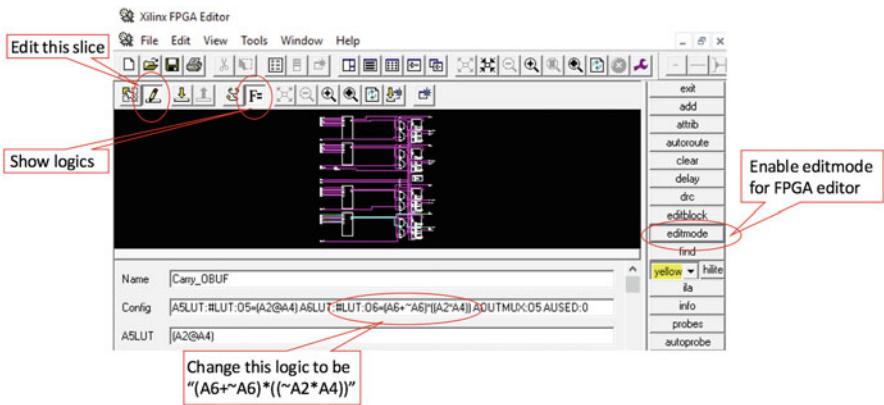 Xilinx FPGA Editor
File Edit View Tools Window Help
Edit this slice
F=
Show logics
exit
add
attrib
autoroute
clear
delay
drc
editblock
editmode
find
yellow hilite
ila
info
probes
autoprobe
Enable editmode
for FPGA editor
Name Carry_OBUF
Config A5LUT:#LUT:O5=(A2@A4) A6LUT:#LUT:O6=(A6+~A6)*((A2*A4)) AOUTMUX:O5 AUSED:0
A5LUT (A2@A4)
Change this logic to be
“(A6+~A6)*((~A2*A4))”